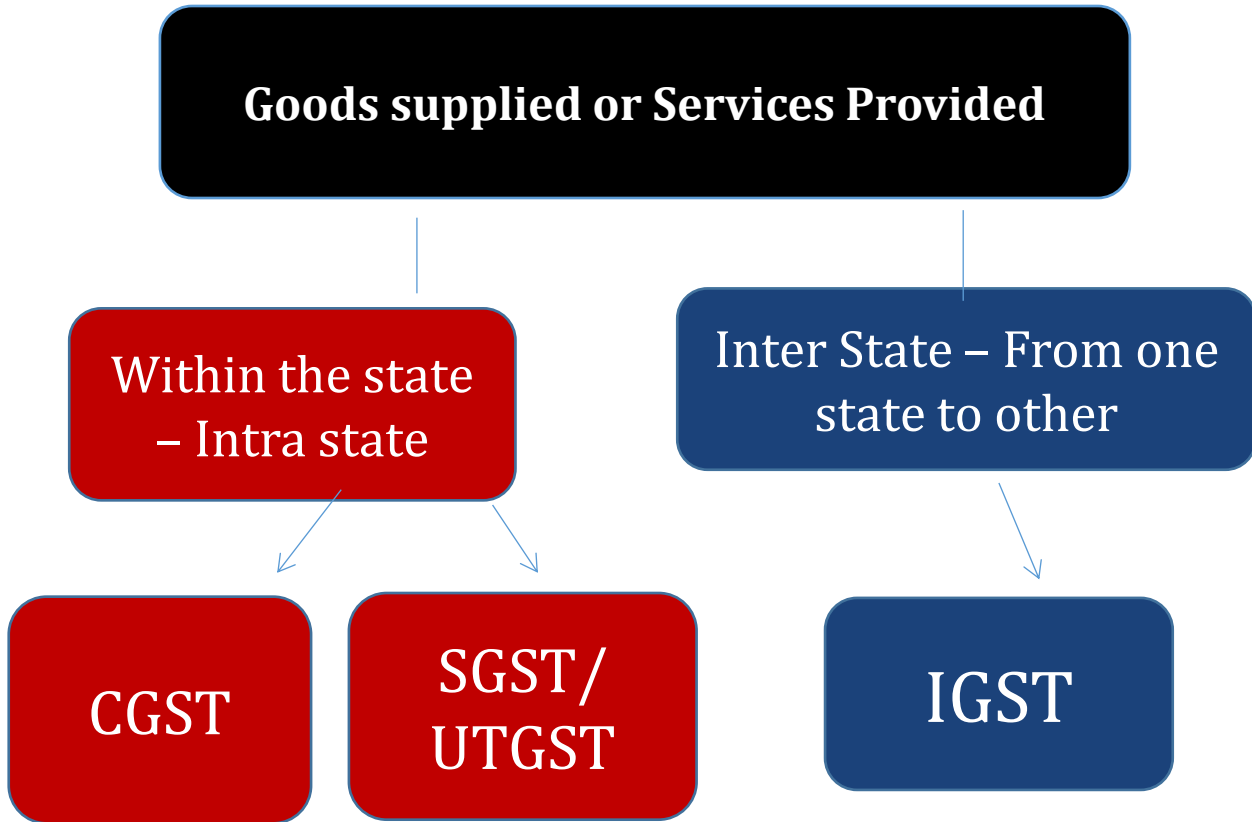 Goods supplied or Services Provided
Within the state
– Intra state
Inter State – From one
state to other
CGST
SGST/
UTGST
IGST